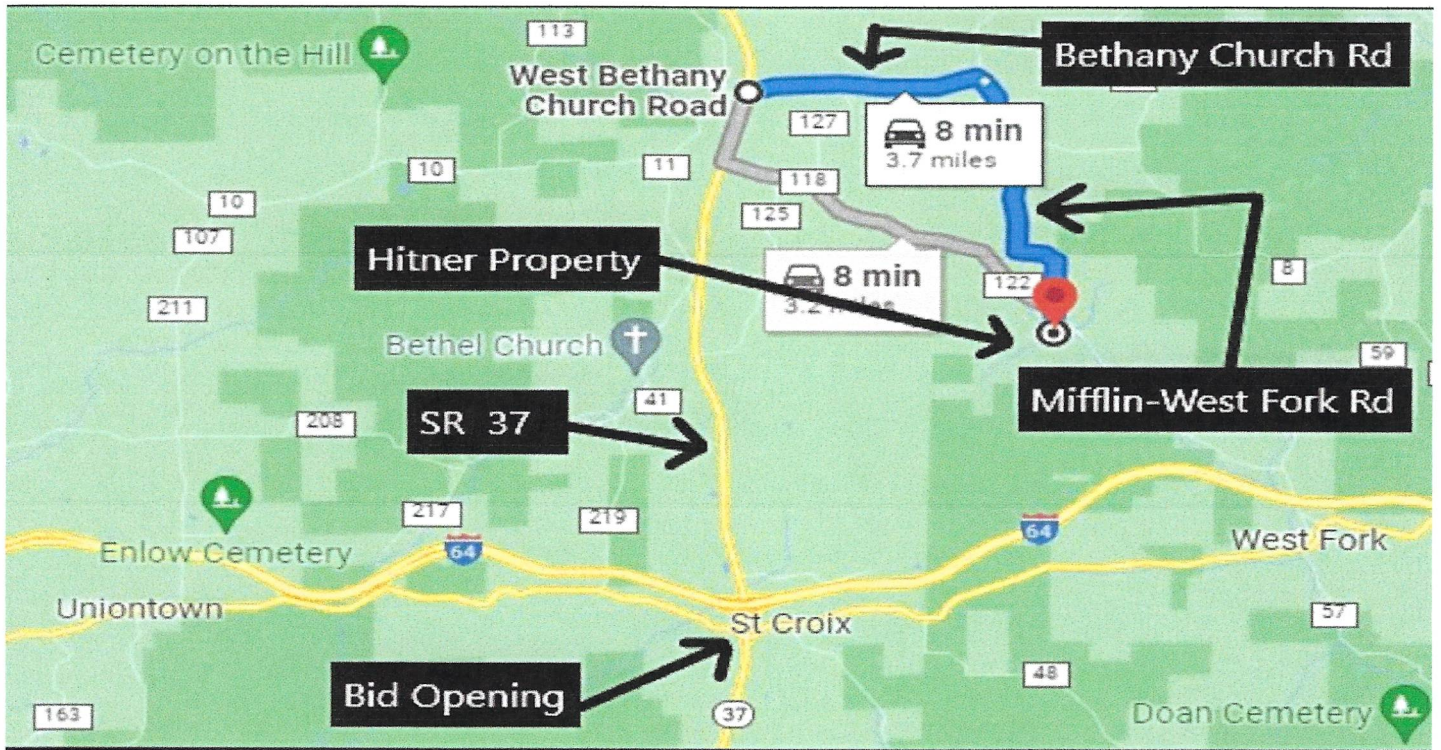 113
Bethany Church Rd
Cemetery on the Hill
West Bethany
Church Road
127
8 min
3.7 miles
10
11
118
10
125
107
Hitner Property
8 min
122
8
211
Bethel Church
59
41
Mifflin-West Fork Rd
208
SR 37
217
219
64
64
West Fork
Enlow Cemetery
Uniontown
St Croix
57
Bid Opening
48
163
37
Doan Cemetery